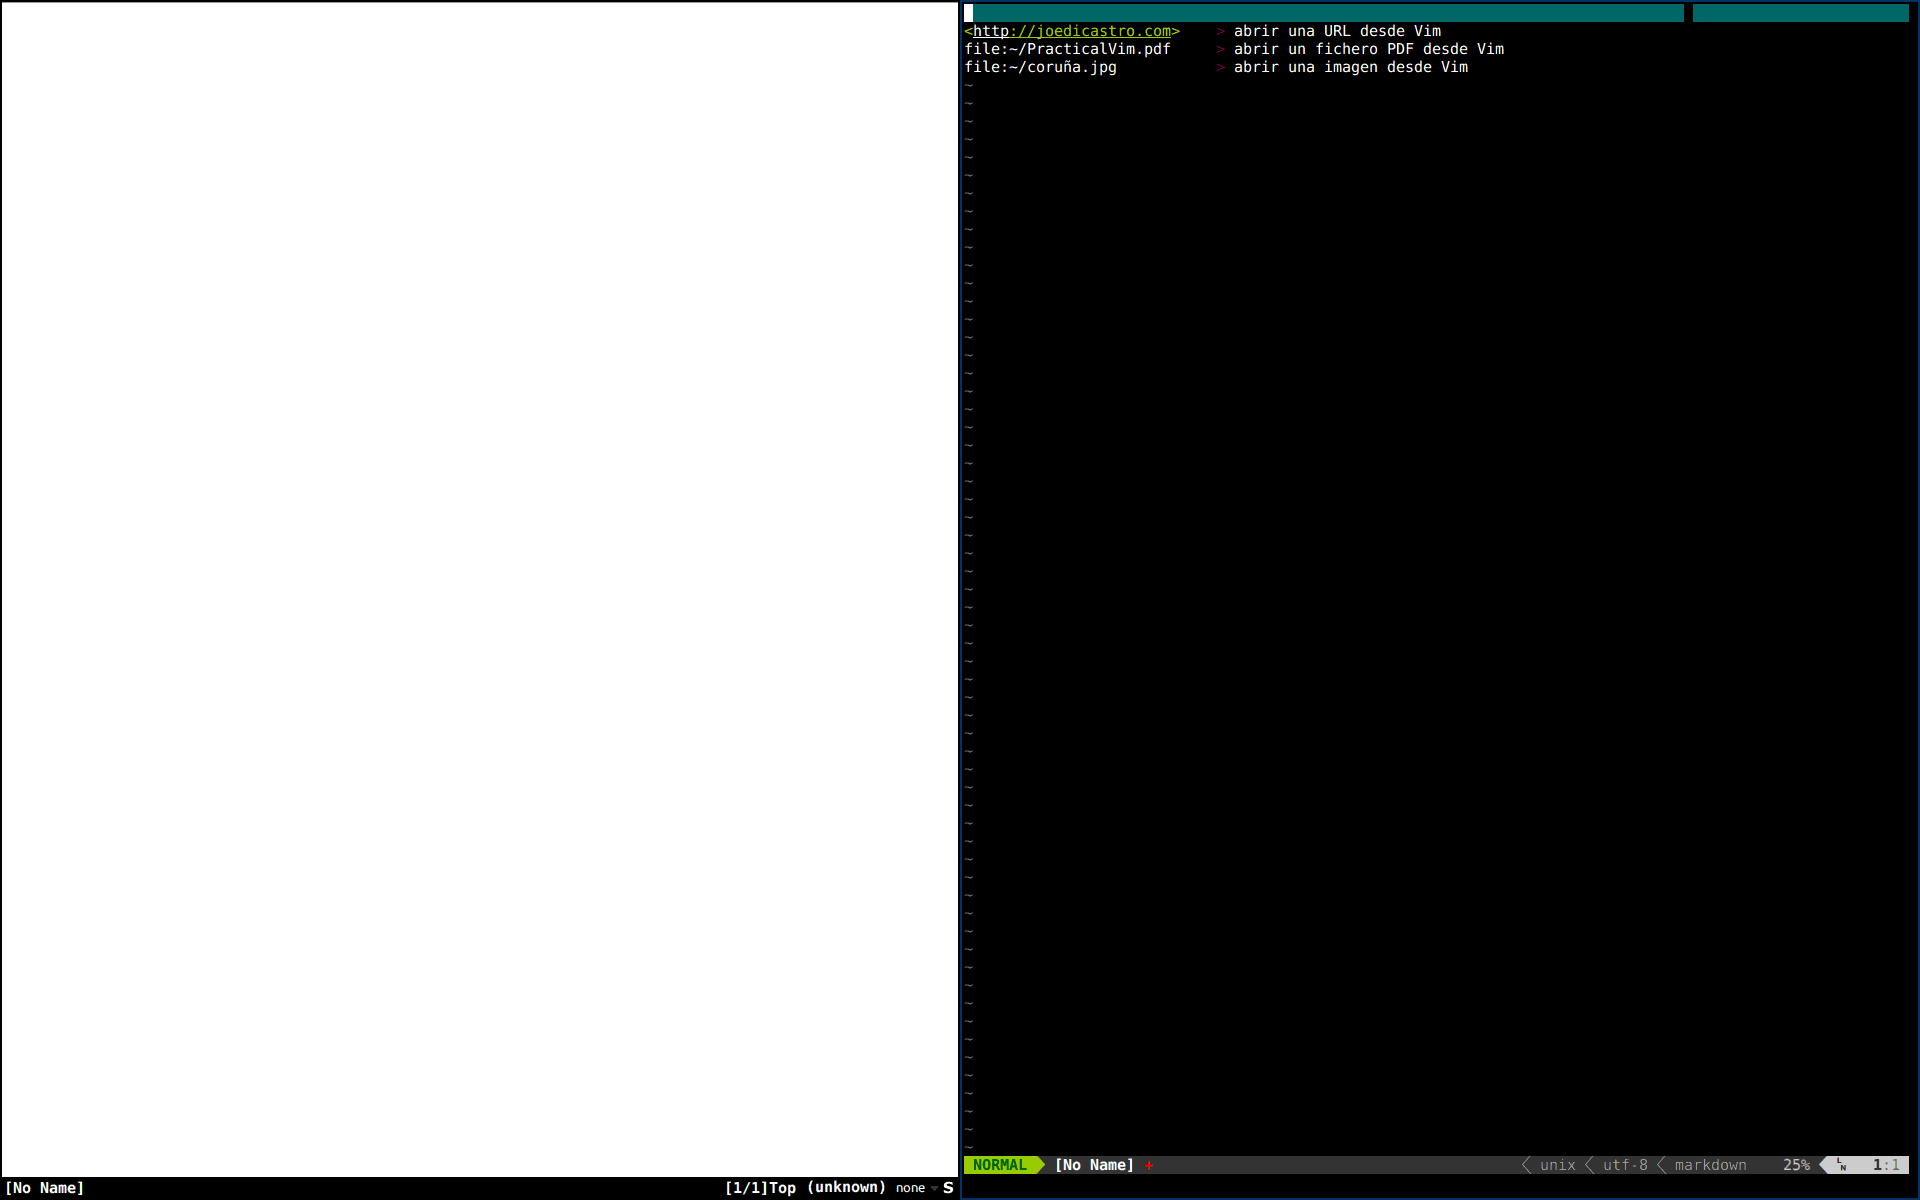 <http://joedicastro.com>    > abrir una URL desde Vim
file:~/PracticalVim.pdf     > abrir un fichero PDF desde Vim
file:~/coruña.jpg           > abrir una imagen desde Vim
NORMAL [No Name] + unix utf-8 markdown 25% LN 1:1
[No Name] [1/1]Top (unknown) none S